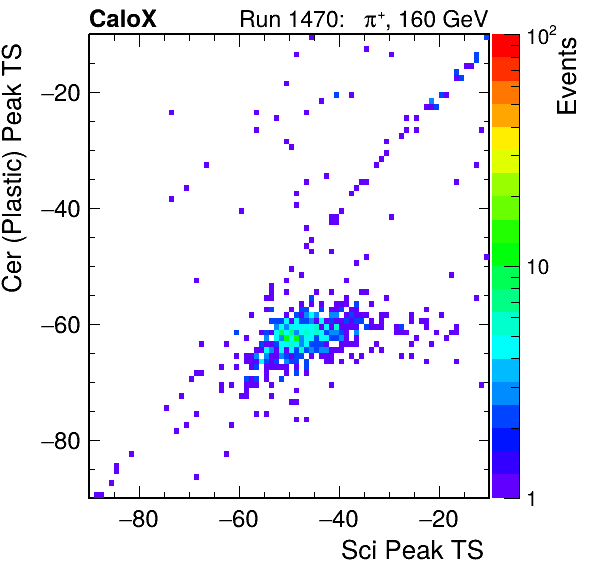 CaloX Run 1470: π⁺, 160 GeV
Cer (Plastic) Peak TS
−20
−40
−60
−80
−80 −60 −40 −20
Sci Peak TS
10²
10
1
Events